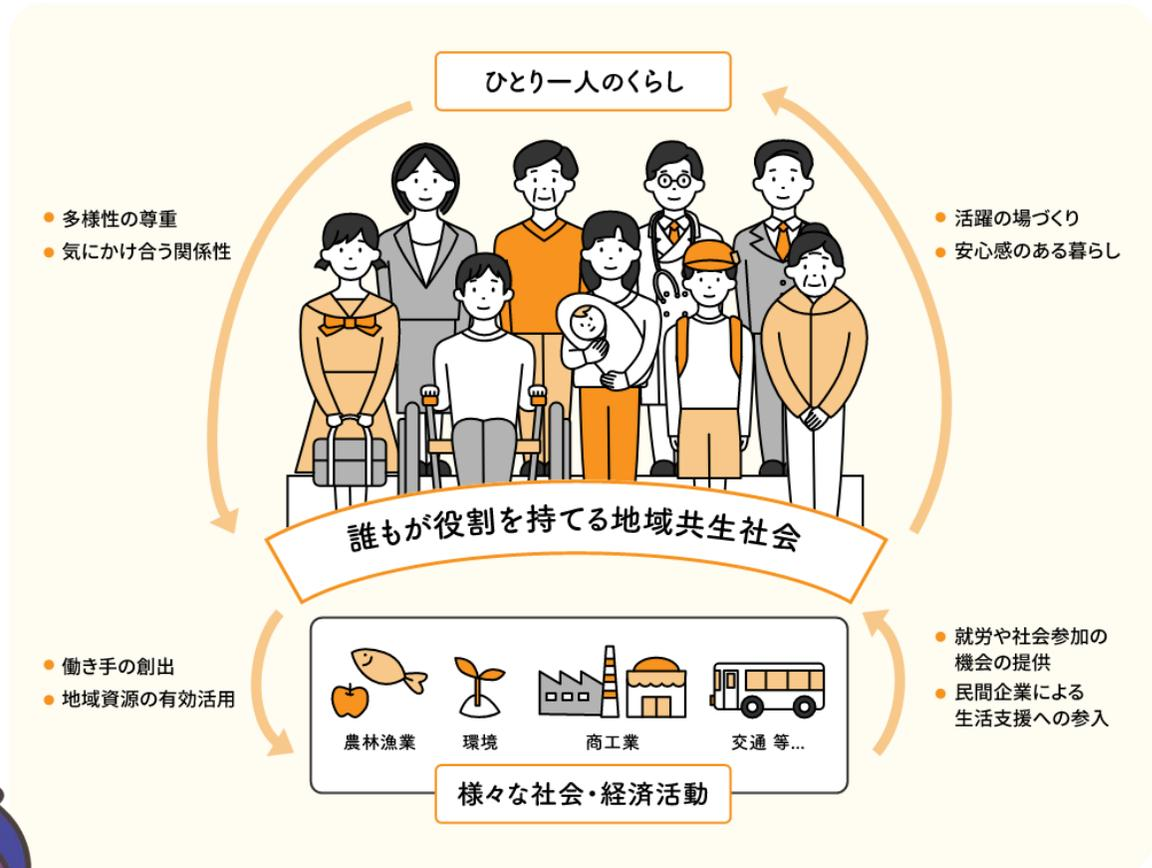 ひとり一人のくらし
多様性の尊重
気にかけ合う関係性
活躍の場づくり
安心感のある暮らし
誰もが役割を持てる地域共生社会
働き手の創出
地域資源の有効活用
就労や社会参加の
機会の提供
民間企業による
生活支援への参入
農林漁業
環境
商工業
交通 等...
様々な社会・経済活動